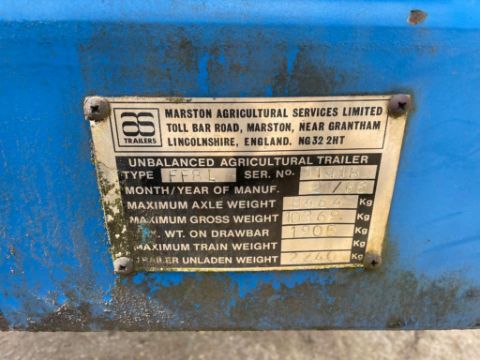 AS
TRAILERS
MARSTON AGRICULTURAL SERVICES LIMITED
TOLL BAR ROAD, MARSTON, NEAR GRANTHAM
LINCOLNSHIRE, ENGLAND. NG32 2HT
UNBALANCED AGRICULTURAL TRAILER
TYPE SER. No.
MONTH/YEAR OF MANUF.
MAXIMUM AXLE WEIGHT Kg
MAXIMUM GROSS WEIGHT Kg
WT. ON DRAWBAR Kg
MAXIMUM TRAIN WEIGHT Kg
TRAILER UNLADEN WEIGHT Kg